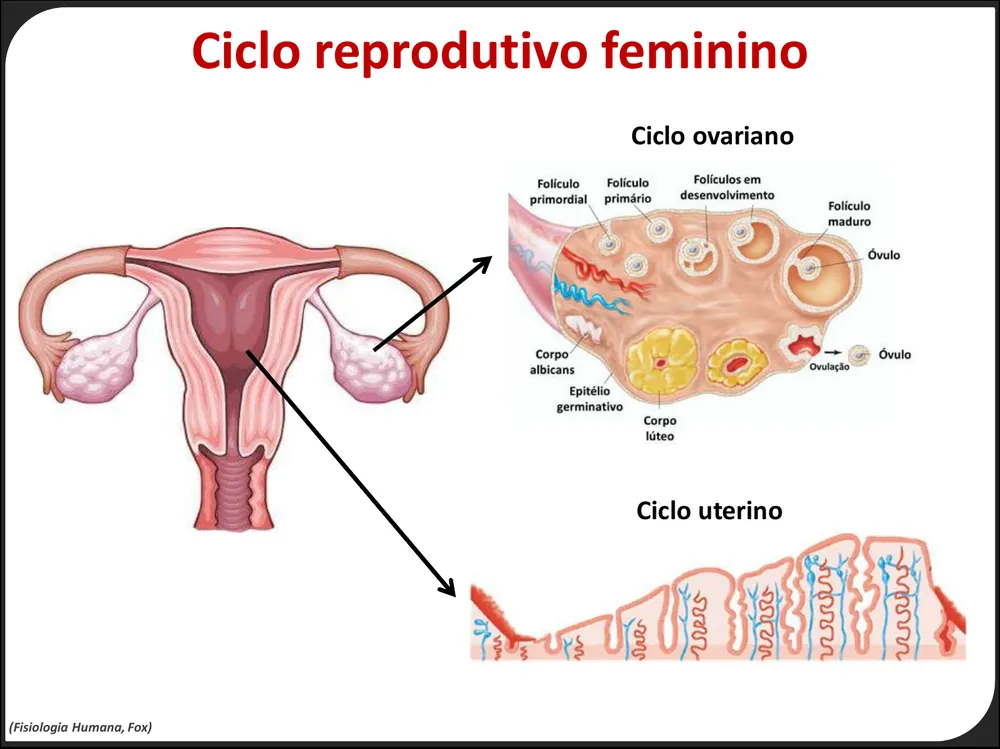 Ciclo reprodutivo feminino
Ciclo ovariano
Folículo
primordial
Folículo
primário
Folículos em
desenvolvimento
Folículo
maduro
Óvulo
Corpo
albicans
Ovulação
Óvulo
Epitélio
germinativo
Corpo
lúteo
Ciclo uterino
(Fisiologia Humana, Fox)